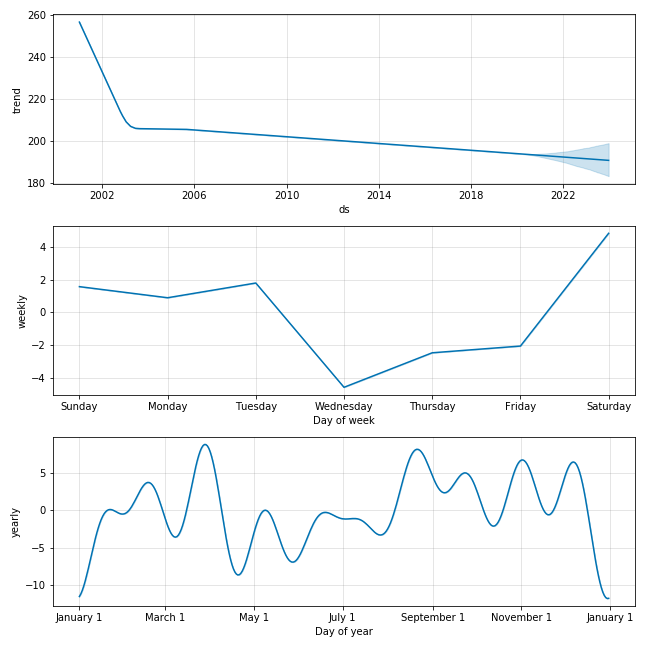 260
240
220
200
180
trend
2002 2006 2010 2014 2018 2022
ds
4
2
0
−2
−4
weekly
Sunday Monday Tuesday Wednesday Thursday Friday Saturday
Day of week
5
0
−5
−10
yearly
January 1 March 1 May 1 July 1 September 1 November 1 January 1
Day of year